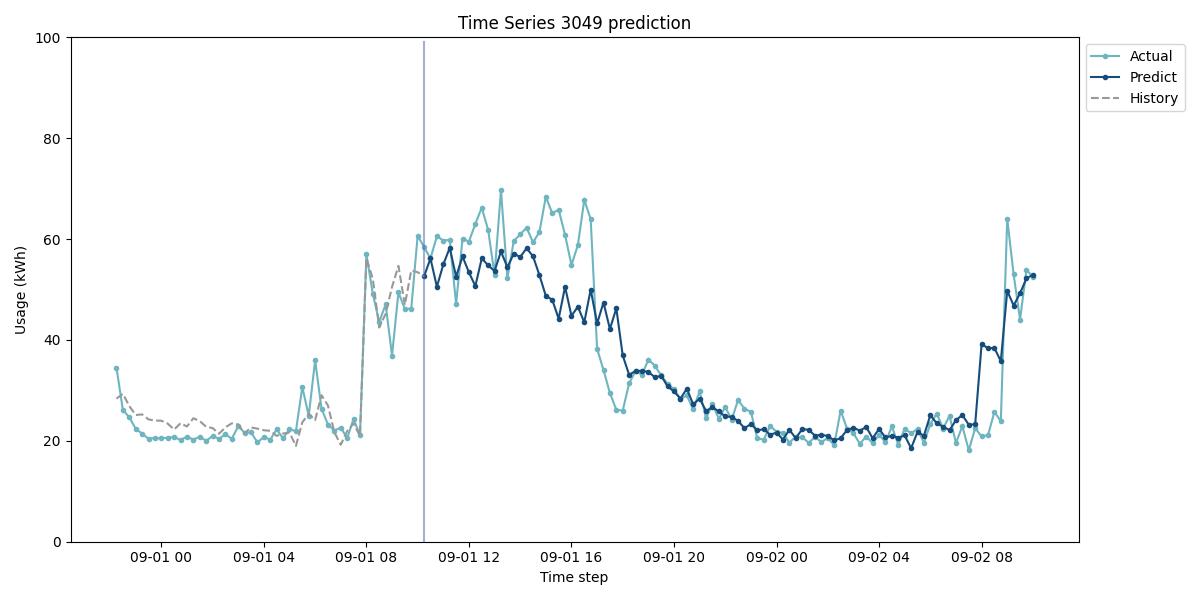 Time Series 3049 prediction
100
80
60
40
20
0
Usage (kWh)
09-01 00
09-01 04
09-01 08
09-01 12
09-01 16
09-01 20
09-02 00
09-02 04
09-02 08
Time step
Actual
Predict
History